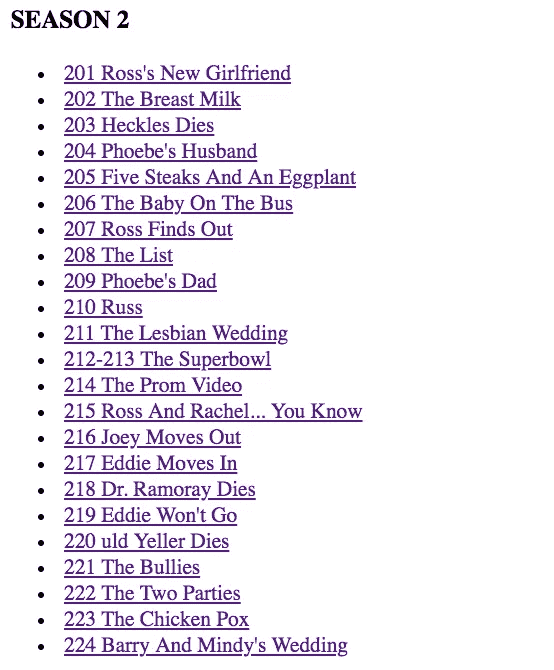 SEASON 2
201 Ross's New Girlfriend
202 The Breast Milk
203 Heckles Dies
204 Phoebe's Husband
205 Five Steaks And An Eggplant
206 The Baby On The Bus
207 Ross Finds Out
208 The List
209 Phoebe's Dad
210 Russ
211 The Lesbian Wedding
212-213 The Superbowl
214 The Prom Video
215 Ross And Rachel... You Know
216 Joey Moves Out
217 Eddie Moves In
218 Dr. Ramoray Dies
219 Eddie Won't Go
220 uld Yeller Dies
221 The Bullies
222 The Two Parties
223 The Chicken Pox
224 Barry And Mindy's Wedding